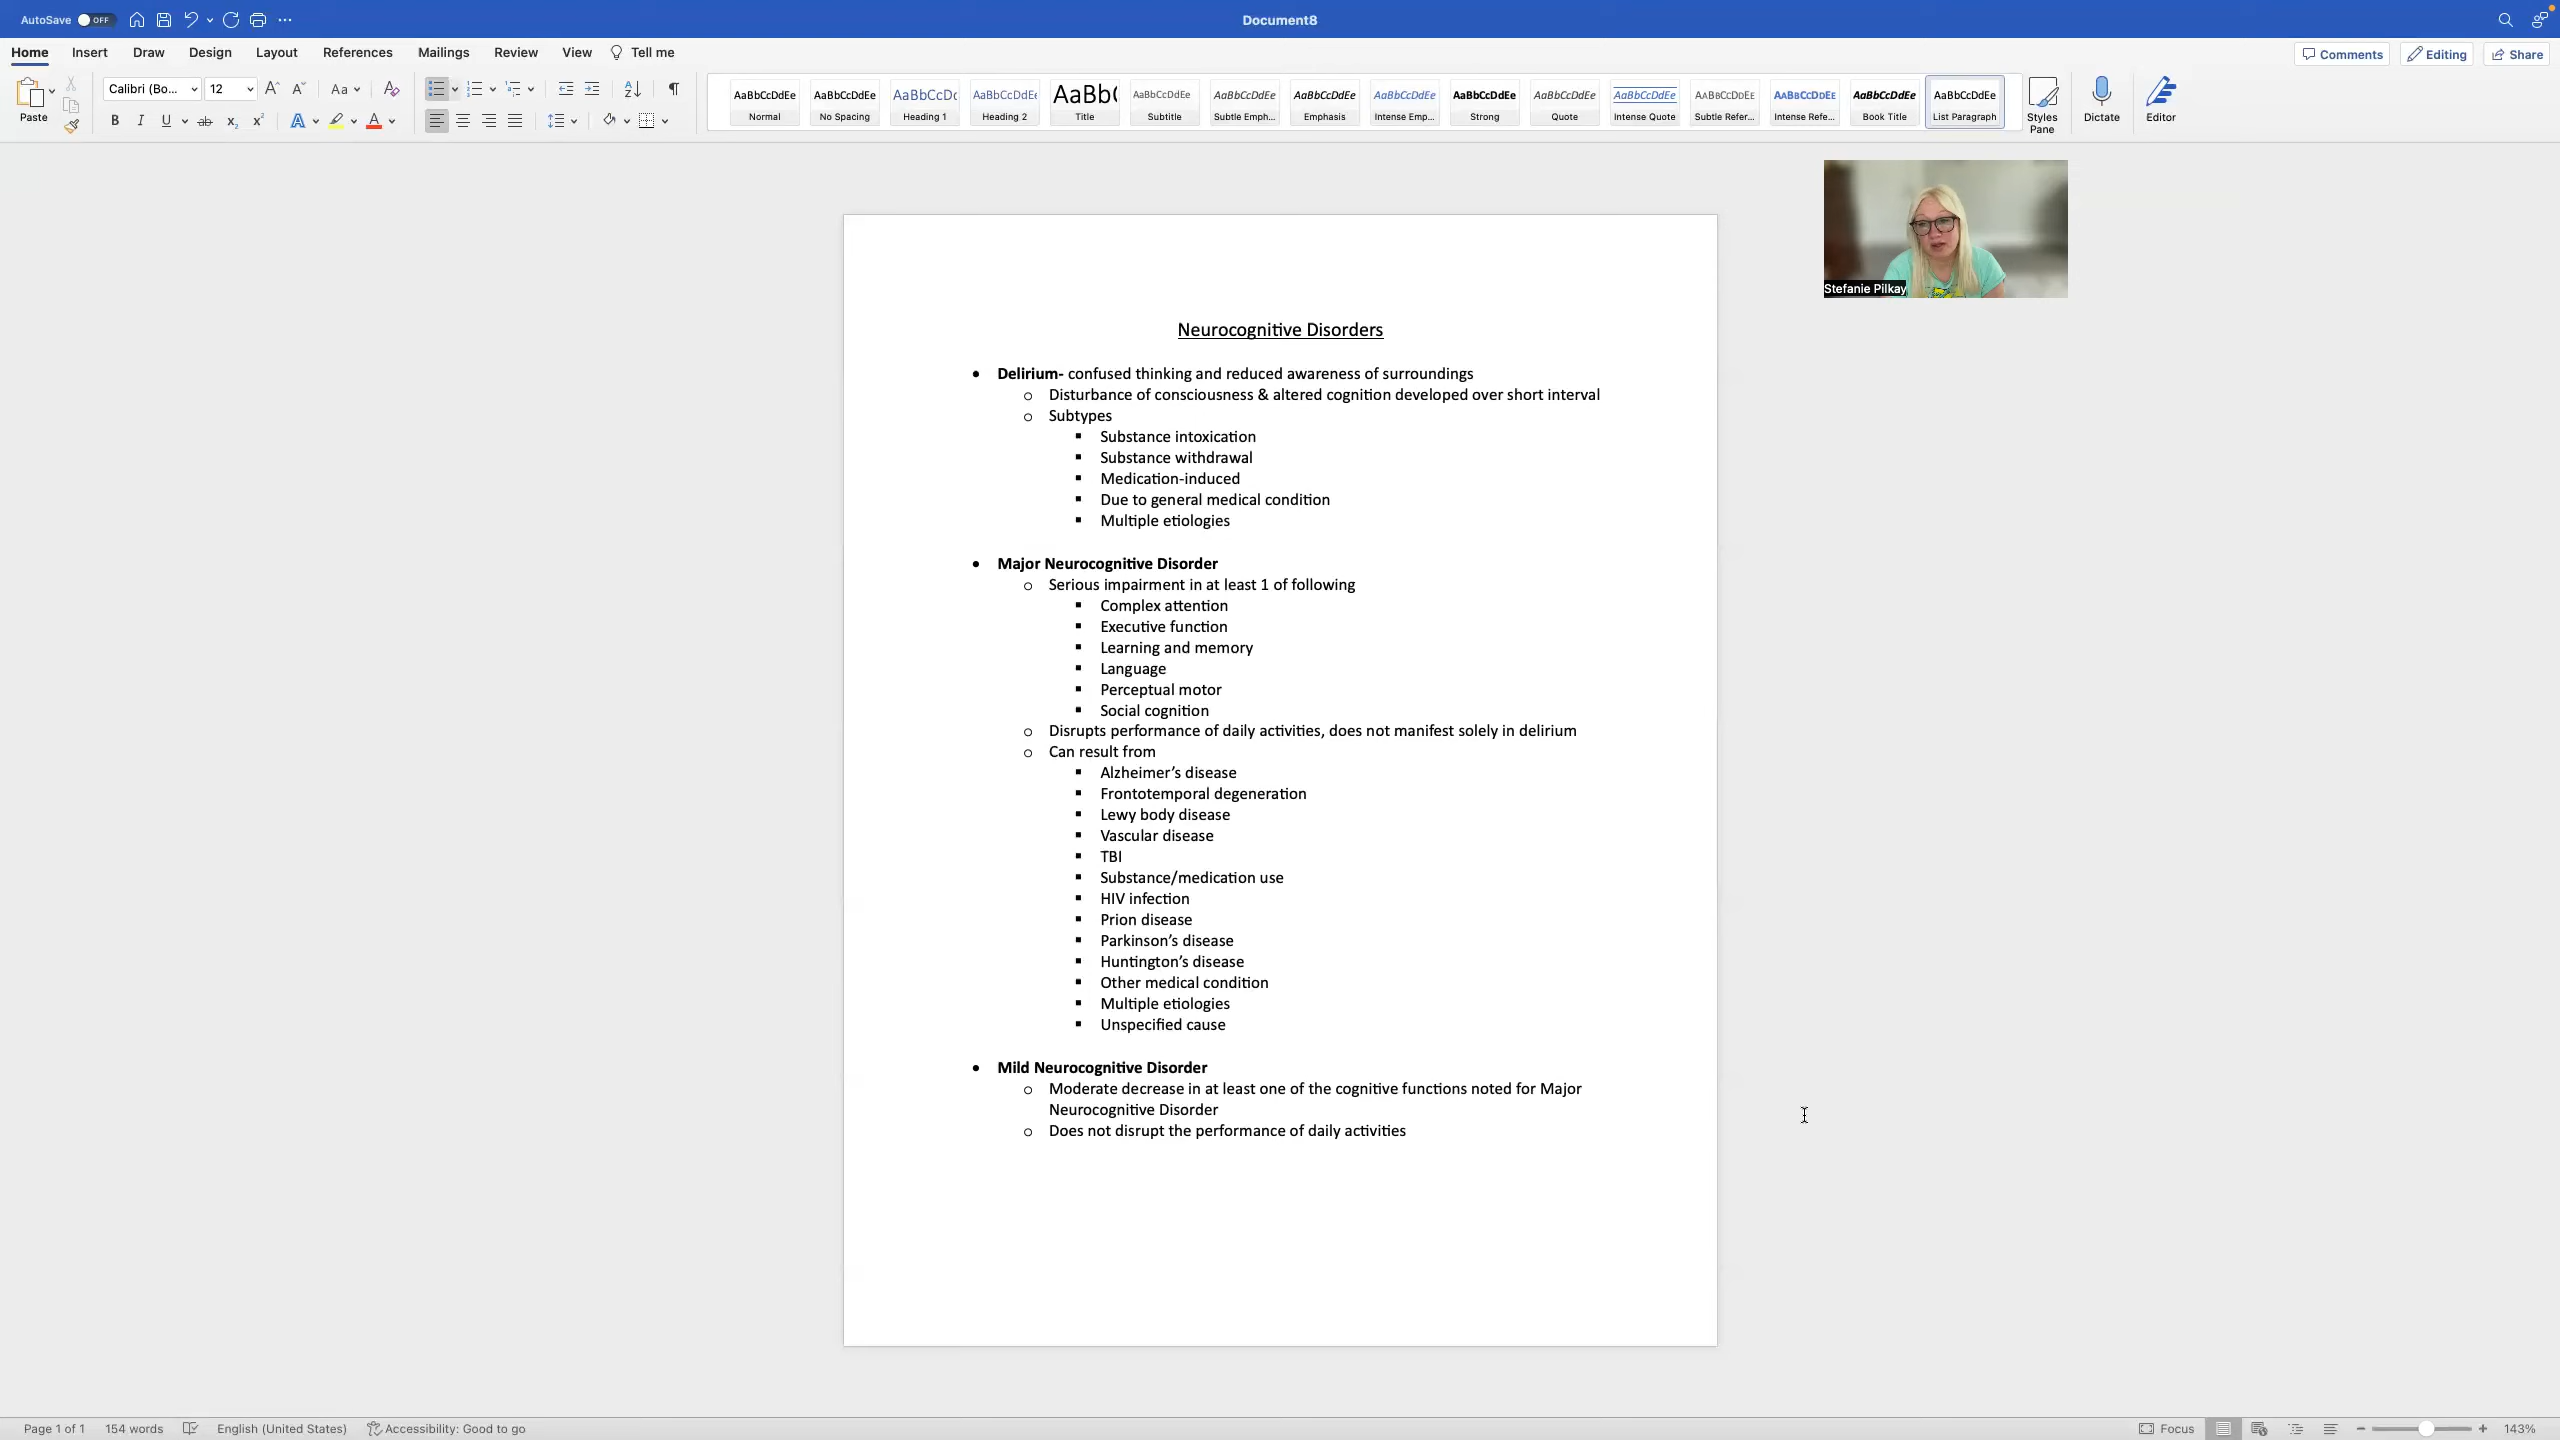 AutoSave OFF
Document8
Home Insert Draw Design Layout References Mailings Review View Tell me
Comments Editing Share
Paste
Calibri (Bo... 12
AaBbCcDdEe Normal
AaBbCcDdEe No Spacing
AaBbCcDc Heading 1
AaBbCcDdEe Heading 2
AaBb( Title
AaBbCcDdEe Subtitle
AaBbCcDdEe Subtle Emph...
AaBbCcDdEe Emphasis
AaBbCcDdEe Intense Emp...
AaBbCcDdEe Strong
AaBbCcDdEe Quote
AaBbCcDdEe Intense Quote
AaBbCcDdEe Subtle Refer...
AaBbCcDdEe Intense Refe...
AaBbCcDdEe Book Title
AaBbCcDdEe List Paragraph
Styles Pane
Dictate
Editor
Stefanie Pilkay
Neurocognitive Disorders
• Delirium- confused thinking and reduced awareness of surroundings
o Disturbance of consciousness & altered cognition developed over short interval
o Subtypes
▪ Substance intoxication
▪ Substance withdrawal
▪ Medication-induced
▪ Due to general medical condition
▪ Multiple etiologies
• Major Neurocognitive Disorder
o Serious impairment in at least 1 of following
▪ Complex attention
▪ Executive function
▪ Learning and memory
▪ Language
▪ Perceptual motor
▪ Social cognition
o Disrupts performance of daily activities, does not manifest solely in delirium
o Can result from
▪ Alzheimer’s disease
▪ Frontotemporal degeneration
▪ Lewy body disease
▪ Vascular disease
▪ TBI
▪ Substance/medication use
▪ HIV infection
▪ Prion disease
▪ Parkinson’s disease
▪ Huntington’s disease
▪ Other medical condition
▪ Multiple etiologies
▪ Unspecified cause
• Mild Neurocognitive Disorder
o Moderate decrease in at least one of the cognitive functions noted for Major
Neurocognitive Disorder
o Does not disrupt the performance of daily activities
Page 1 of 1 154 words English (United States) Accessibility: Good to go
Focus 143%